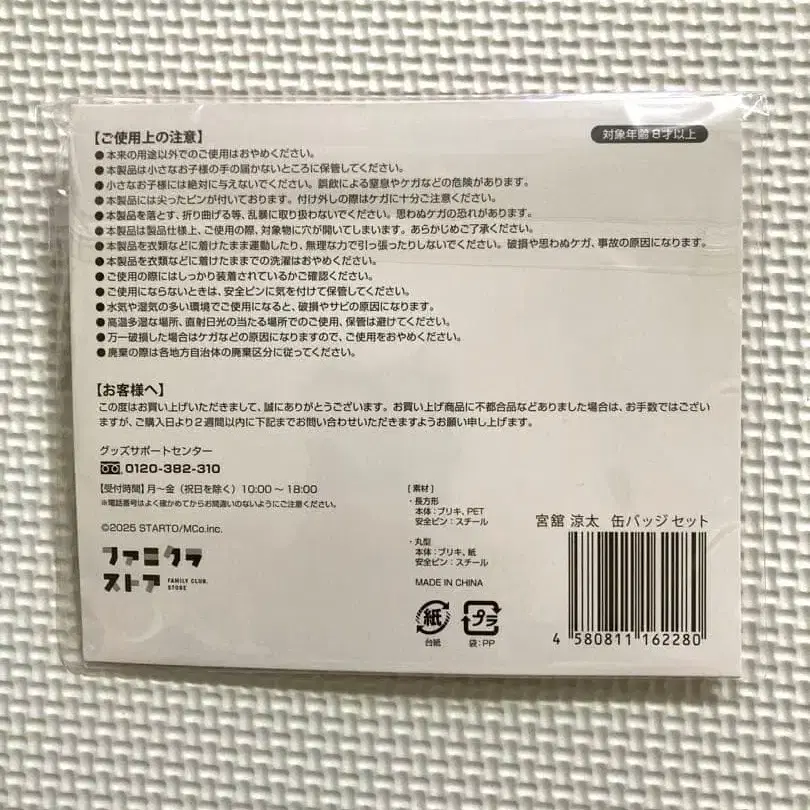 【ご使用上の注意】
対象年齢8才以上
●本来の用途以外でのご使用はおやめください。
●本製品は小さなお子様の手の届かないところに保管してください。
●小さなお子様には絶対に与えないでください。誤飲による窒息やケガなどの危険があります。
●本製品には尖ったピンが付いております。付け外しの際はケガに十分ご注意ください。
●本製品を落とす、折り曲げる等、乱暴に取り扱わないでください。思わぬケガの恐れがあります。
●本製品は製品仕様上、ご使用の際、対象物に穴が開いてしまいます。あらかじめご了承ください。
●本製品を衣類などに着けたまま運動したり、無理な力で引っ張ったりしないでください。破損や思わぬケガ、事故の原因になります。
●本製品を衣類などに着けたままでの洗濯はおやめください。
●ご使用の際にはしっかり装着されているかご確認ください。
●ご使用にならないときは、安全ピンに気を付けて保管してください。
●水気や湿気の多い環境でご使用になると、破損やサビの原因になります。
●高温多湿な場所、直射日光の当たる場所でのご使用、保管は避けてください。
●万一破損した場合はケガなどの原因になりますので、ご使用をおやめください。
●廃棄の際は各地方自治体の廃棄区分に従ってください。
【お客様へ】
この度はお買い上げいただきまして、誠にありがとうございます。お買い上げ商品に不都合品などありました場合は、お手数ではござい
ますが、ご購入日より2週間以内に下記までお問い合わせいただきますようお願い申し上げます。
グッズサポートセンター
0120-382-310
【受付時間】月~金（祝日を除く）10:00~18:00
※電話番号はよく確かめてからお間違いのないようにご注意ください。
©2025 STARTO/MCo.inc.
ファミクラ
ストア
FAMILY CLUB
STORE
[素材]
・長方形
本体：ブリキ、PET
安全ピン：スチール
・丸型
本体：ブリキ、紙
安全ピン：スチール
MADE IN CHINA
紙
台紙
プラ
袋：PP
宮舘 涼太 缶バッジセット
4 580811 162280